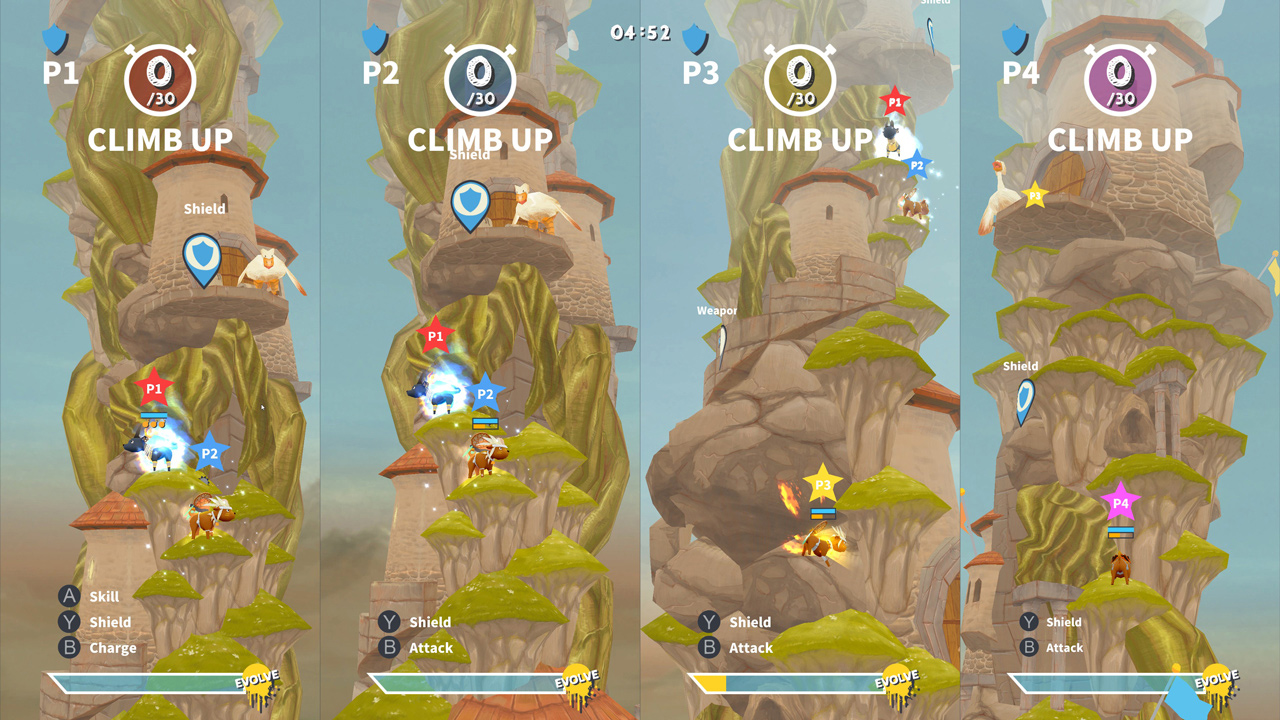 Shield
04:52
P1
0
/30
CLIMB UP
P2
0
/30
CLIMB UP
P3
0
/30
CLIMB UP
P4
0
/30
CLIMB UP
P1
P2
P3
Shield
Shield
Weapon
Shield
P1
P2
P1
P2
P3
P4
A Skill
Y Shield
B Charge
Y Shield
B Attack
Y Shield
B Attack
Y Shield
B Attack
EVOLVE
EVOLVE
EVOLVE
EVOLVE